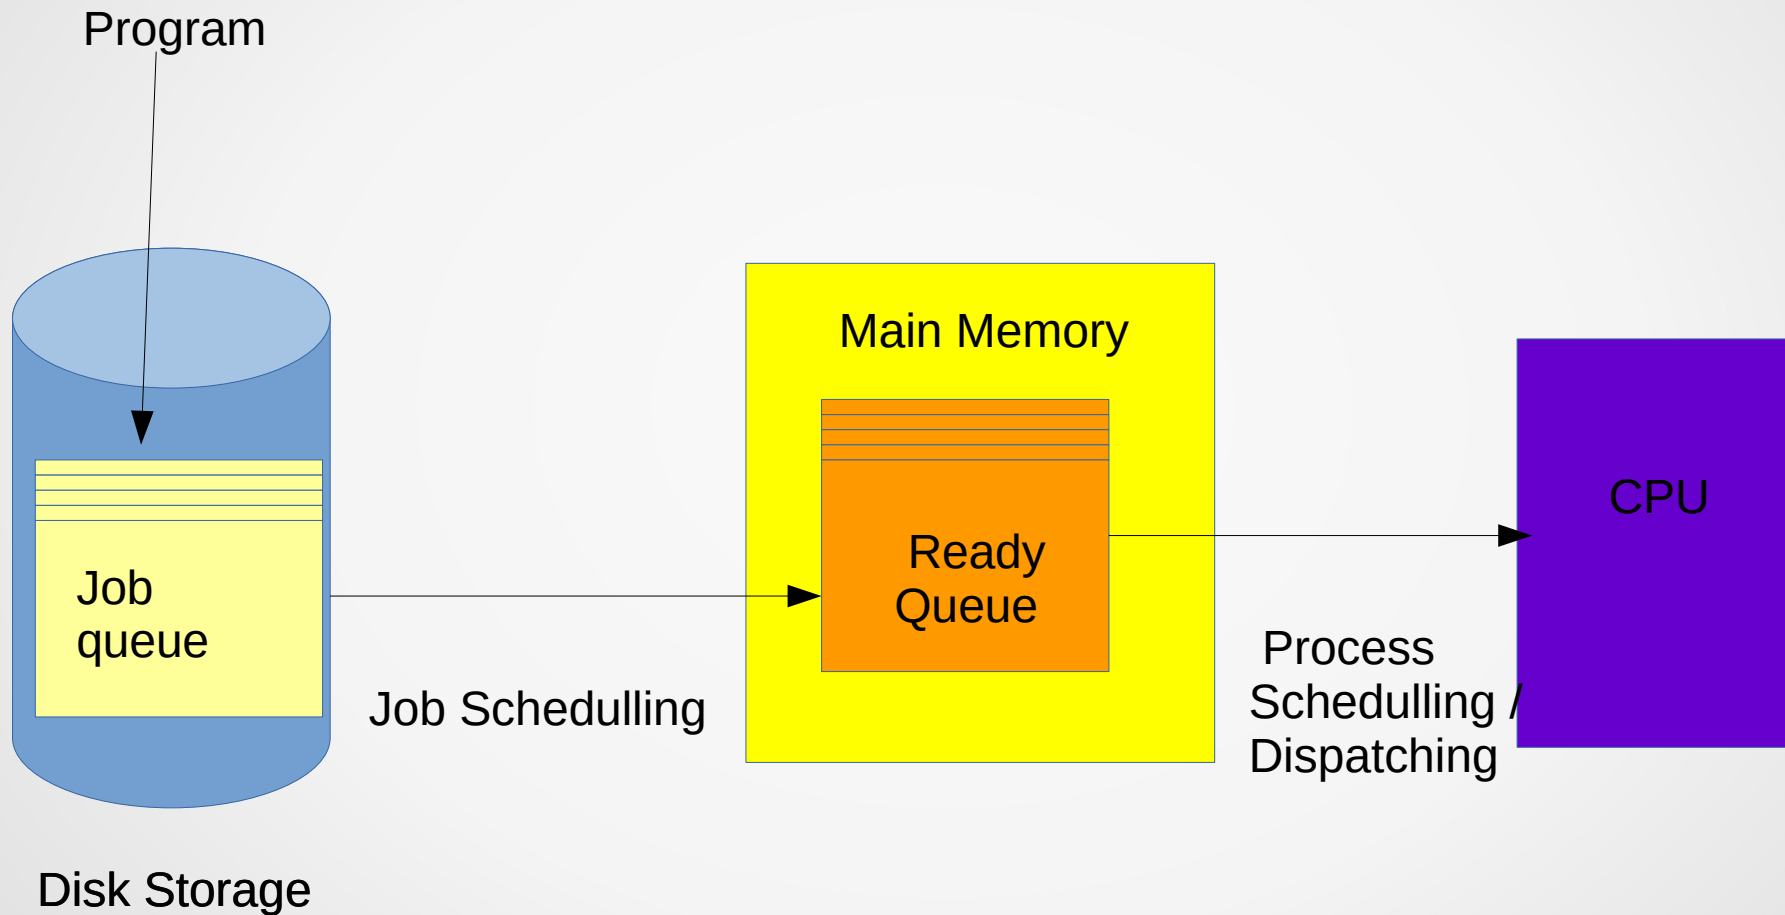 Program
Main Memory
CPU
Ready
Queue
Job
queue
Process
Schedulling /
Dispatching
Job Schedulling
Disk Storage